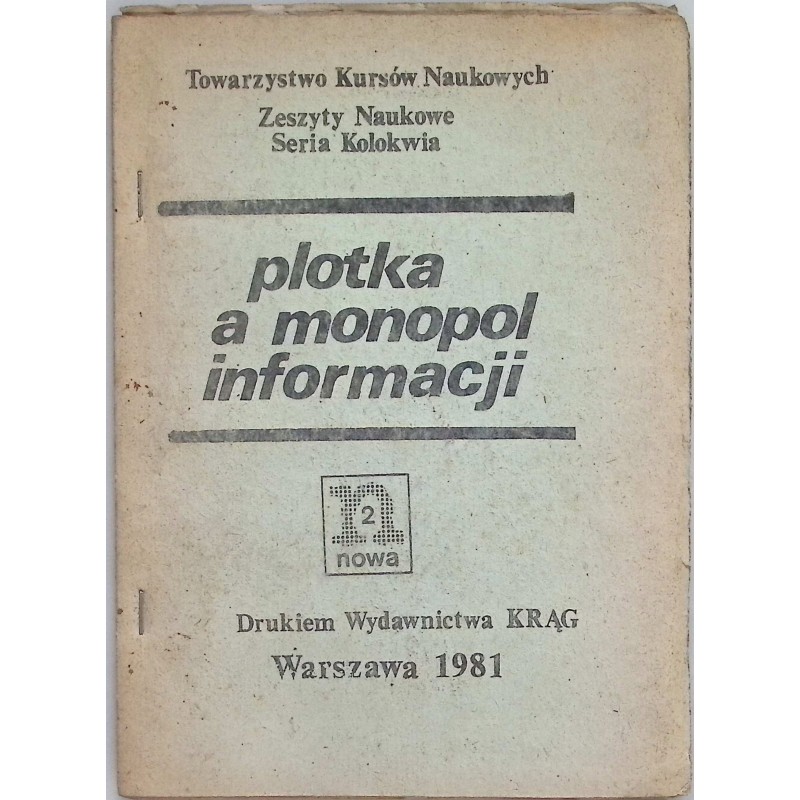 Towarzystwo Kursów Naukowych
Zeszyty Naukowe
Seria Kolokwia
plotka
a monopol
informacji
n
2
nowa
Drukiem Wydawnictwa KRĄG
Warszawa 1981